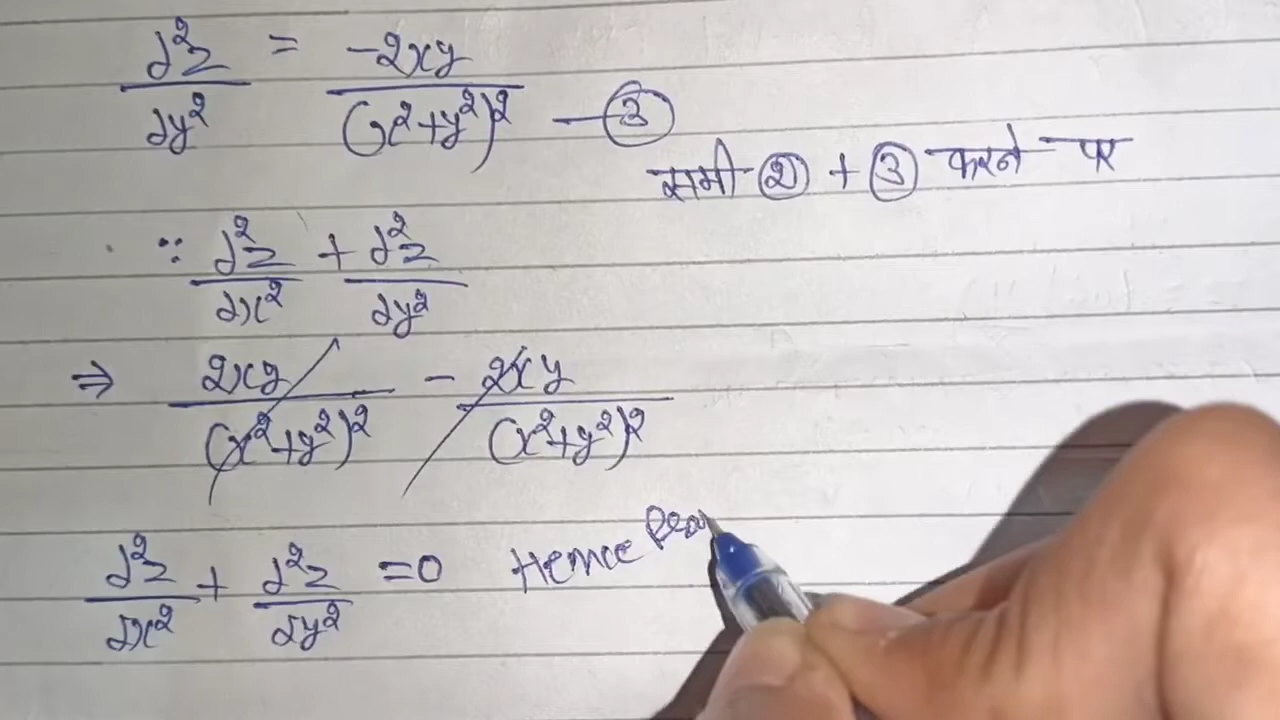 ∂²z/∂y² = -2xy/(x²+y²)² — ③
समी ② + ③ करने पर
∵ ∂²z/∂x² + ∂²z/∂y²
⇒ 2xy/(x²+y²)² - 2xy/(x²+y²)²
∂²z/∂x² + ∂²z/∂y² = 0 Hence